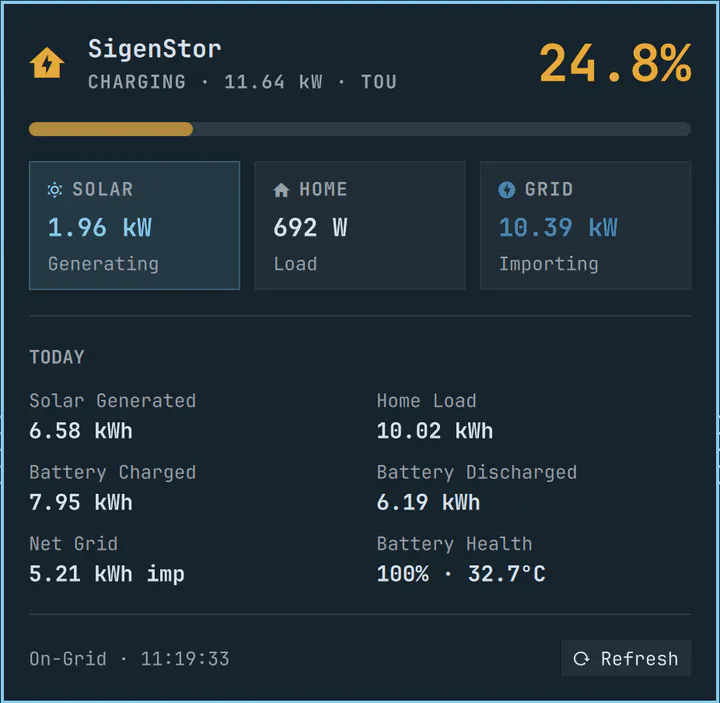 SigenStor
CHARGING · 11.64 kW · TOU
24.8%
SOLAR
1.96 kW
Generating
HOME
692 W
Load
GRID
10.39 kW
Importing
TODAY
Solar Generated
6.58 kWh
Home Load
10.02 kWh
Battery Charged
7.95 kWh
Battery Discharged
6.19 kWh
Net Grid
5.21 kWh imp
Battery Health
100% · 32.7°C
On-Grid · 11:19:33
Refresh